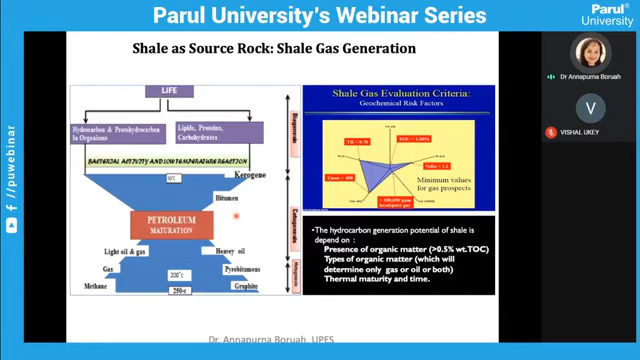 Parul University's Webinar Series
Parul®
University
Shale as Source Rock: Shale Gas Generation
LIFE
Hydrocarbon & Protohydrocarbon
in Organisms
Lipids, Proteins,
Carbohydrates
BACTERIAL ACTIVITY AND LOW TEMPERATURE REACTION
50°C
Kerogene
Bitumen
PETROLEUM
MATURATION
Light oil & gas
Heavy oil
Gas
Pyrobitumens
200°c
Methane
Graphite
250°c
Diagenesis
Catagenesis
Shale Gas Evaluation Criteria:
Geochemical Risk Factors
TOC = 1.00%
Minimum values
for gas prospects
headspace gas
•The hydrocarbon generation potential of shale is
depend on :
Presence of organic matter (>0.5% wt.TOC)
Types of organic matter (which will
determine only gas or oil or both)
Thermal maturity and time.
Dr. Annapurna Boruah, UPES
/puwebinar
Dr Annapurna Boruah
V
VISHAL UKEY